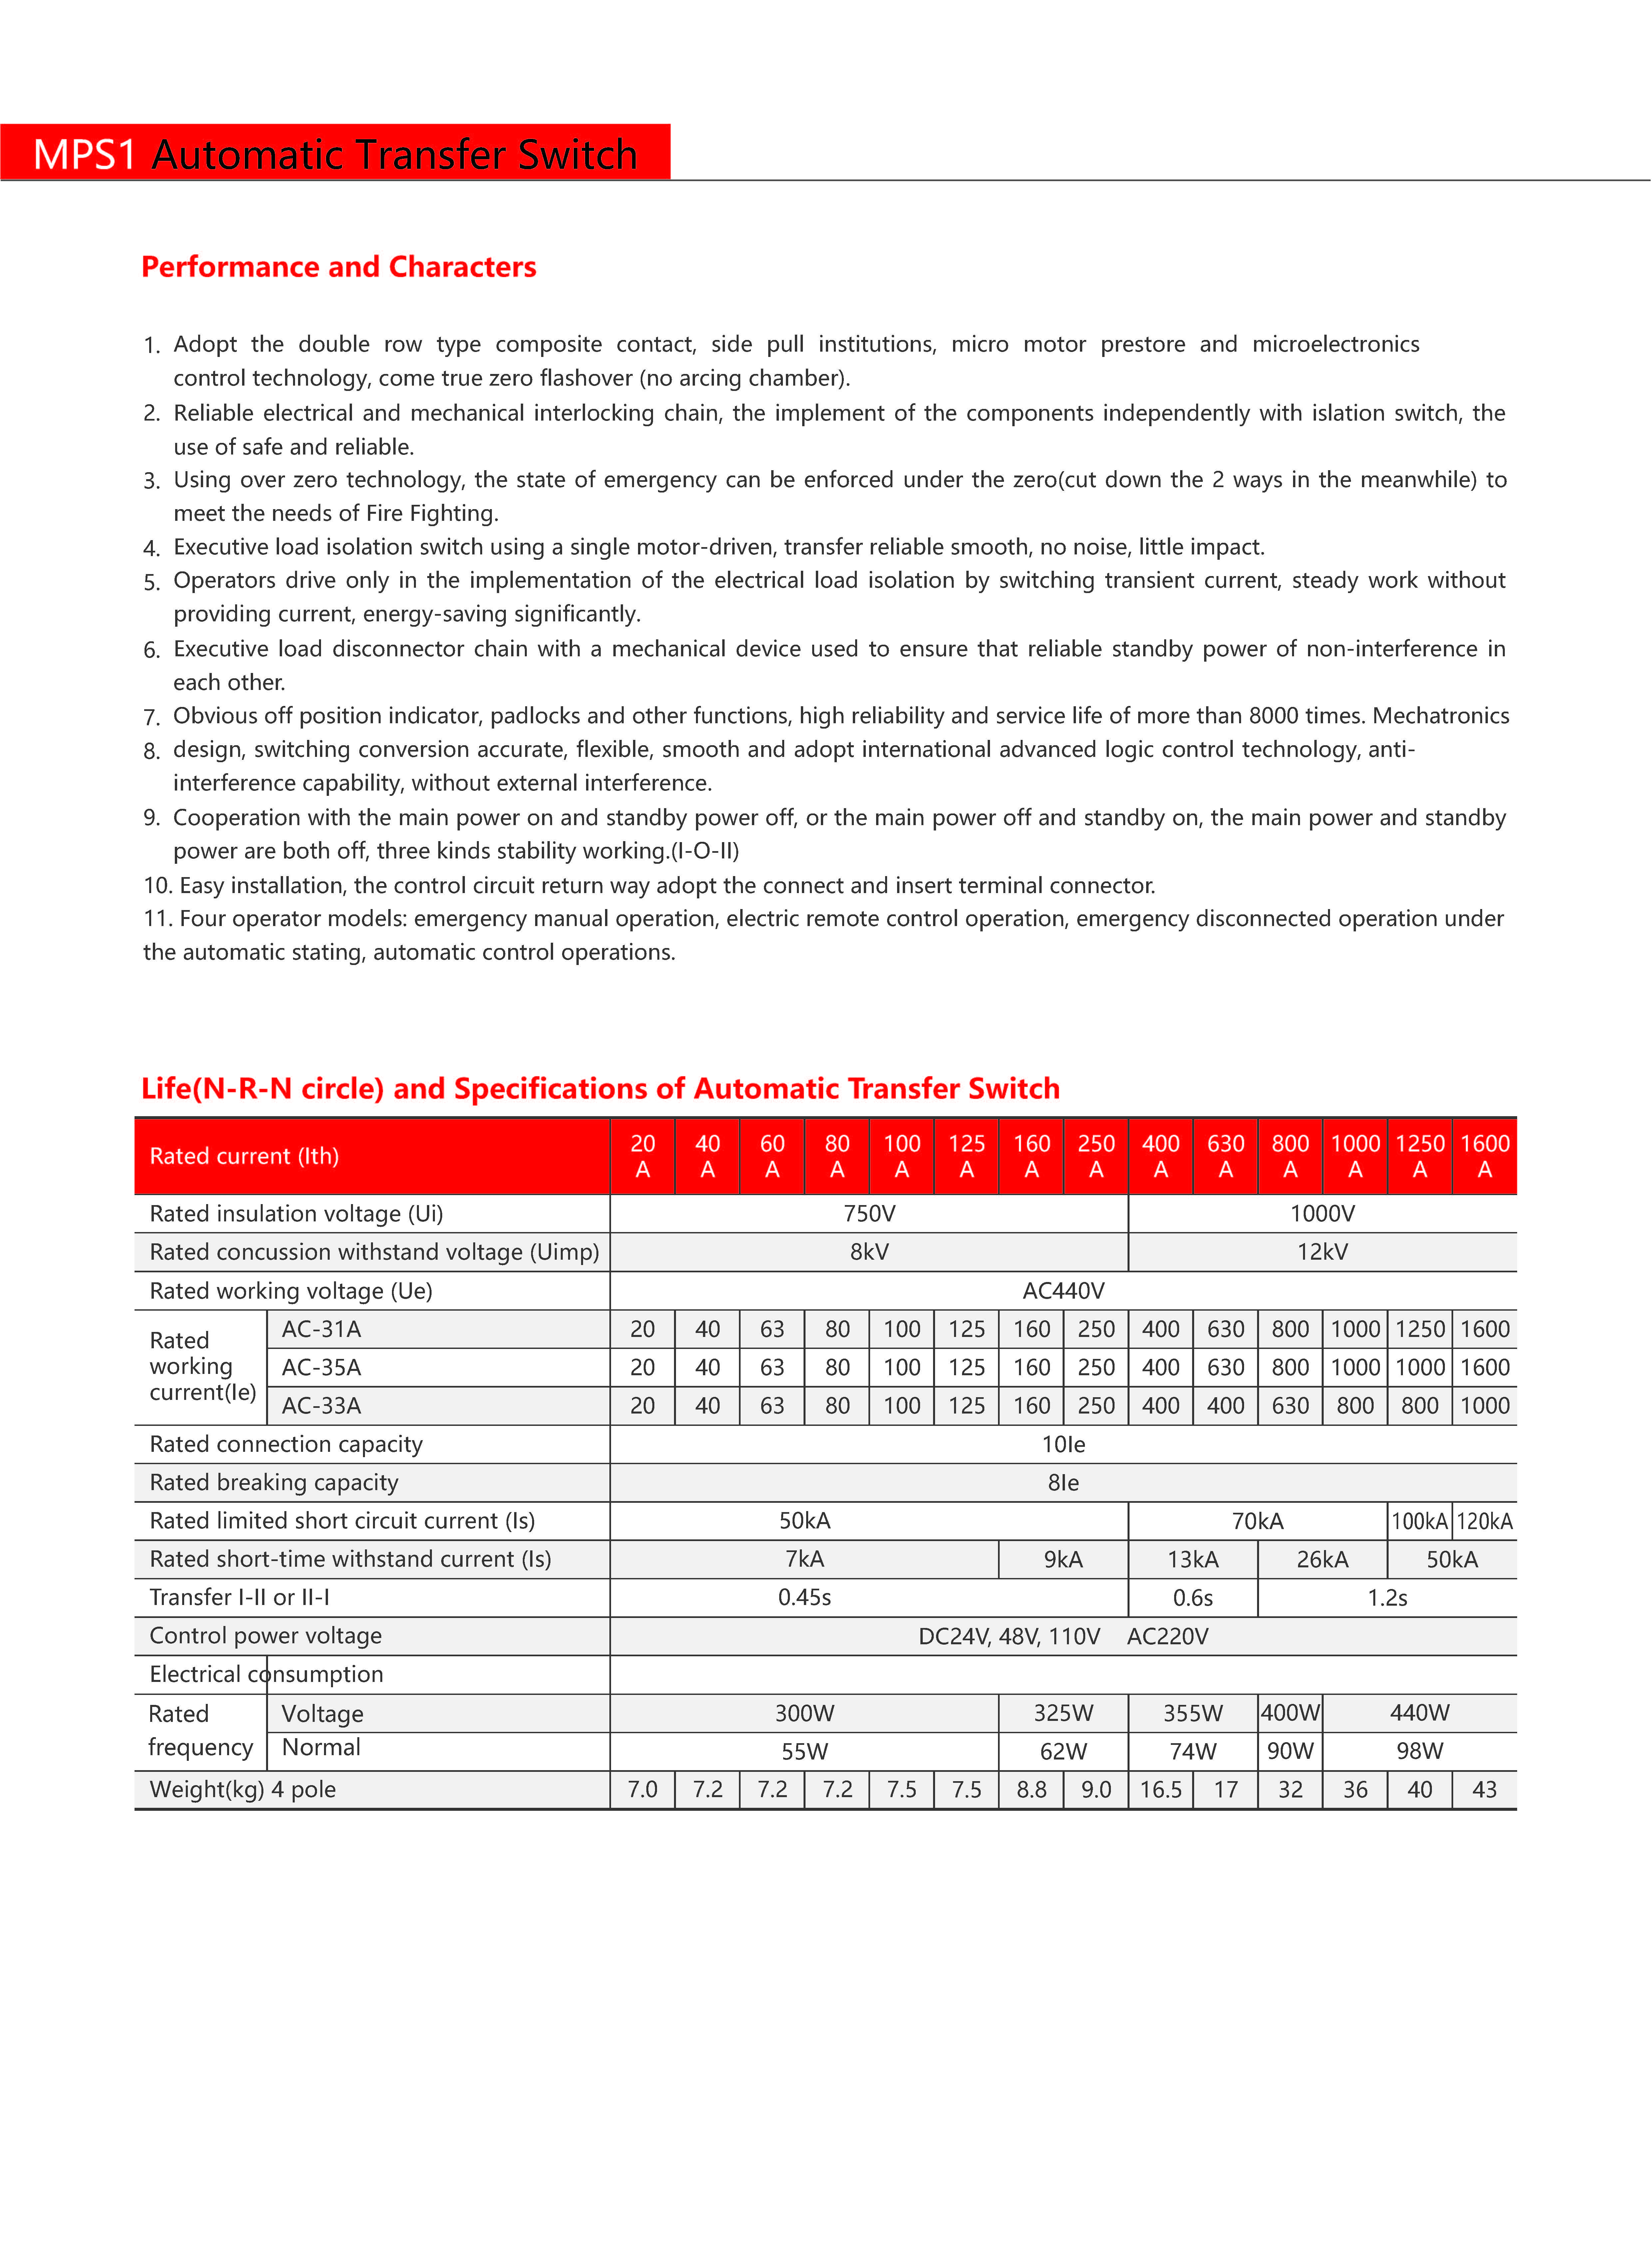 MPS1 Automatic Transfer Switch
Performance and Characters
1. Adopt the double row type composite contact, side pull institutions, micro motor prestore and microelectronics
control technology, come true zero flashover (no arcing chamber).
2. Reliable electrical and mechanical interlocking chain, the implement of the components independently with islation switch, the
use of safe and reliable.
3. Using over zero technology, the state of emergency can be enforced under the zero(cut down the 2 ways in the meanwhile) to
meet the needs of Fire Fighting.
4. Executive load isolation switch using a single motor-driven, transfer reliable smooth, no noise, little impact.
5. Operators drive only in the implementation of the electrical load isolation by switching transient current, steady work without
providing current, energy-saving significantly.
6. Executive load disconnector chain with a mechanical device used to ensure that reliable standby power of non-interference in
each other.
7. Obvious off position indicator, padlocks and other functions, high reliability and service life of more than 8000 times. Mechatronics
8. design, switching conversion accurate, flexible, smooth and adopt international advanced logic control technology, anti-
interference capability, without external interference.
9. Cooperation with the main power on and standby power off, or the main power off and standby on, the main power and standby
power are both off, three kinds stability working.(I-O-II)
10. Easy installation, the control circuit return way adopt the connect and insert terminal connector.
11. Four operator models: emergency manual operation, electric remote control operation, emergency disconnected operation under
the automatic stating, automatic control operations.
Life(N-R-N circle) and Specifications of Automatic Transfer Switch
Rated current (Ith) 20 A 40 A 60 A 80 A 100 A 125 A 160 A 250 A 400 A 630 A 800 A 1000 A 1250 A 1600 A
Rated insulation voltage (Ui) 750V 1000V
Rated concussion withstand voltage (Uimp) 8kV 12kV
Rated working voltage (Ue) AC440V
Rated working current(Ie)
AC-31A 20 40 63 80 100 125 160 250 400 630 800 1000 1250 1600
AC-35A 20 40 63 80 100 125 160 250 400 630 800 1000 1000 1600
AC-33A 20 40 63 80 100 125 160 250 400 400 630 800 800 1000
Rated connection capacity 10Ie
Rated breaking capacity 8Ie
Rated limited short circuit current (Is) 50kA 70kA 100kA 120kA
Rated short-time withstand current (Is) 7kA 9kA 13kA 26kA 50kA
Transfer I-II or II-I 0.45s 0.6s 1.2s
Control power voltage DC24V, 48V, 110V AC220V
Electrical consumption
Rated frequency
Voltage 300W 325W 355W 400W 440W
Normal 55W 62W 74W 90W 98W
Weight(kg) 4 pole 7.0 7.2 7.2 7.2 7.5 7.5 8.8 9.0 16.5 17 32 36 40 43